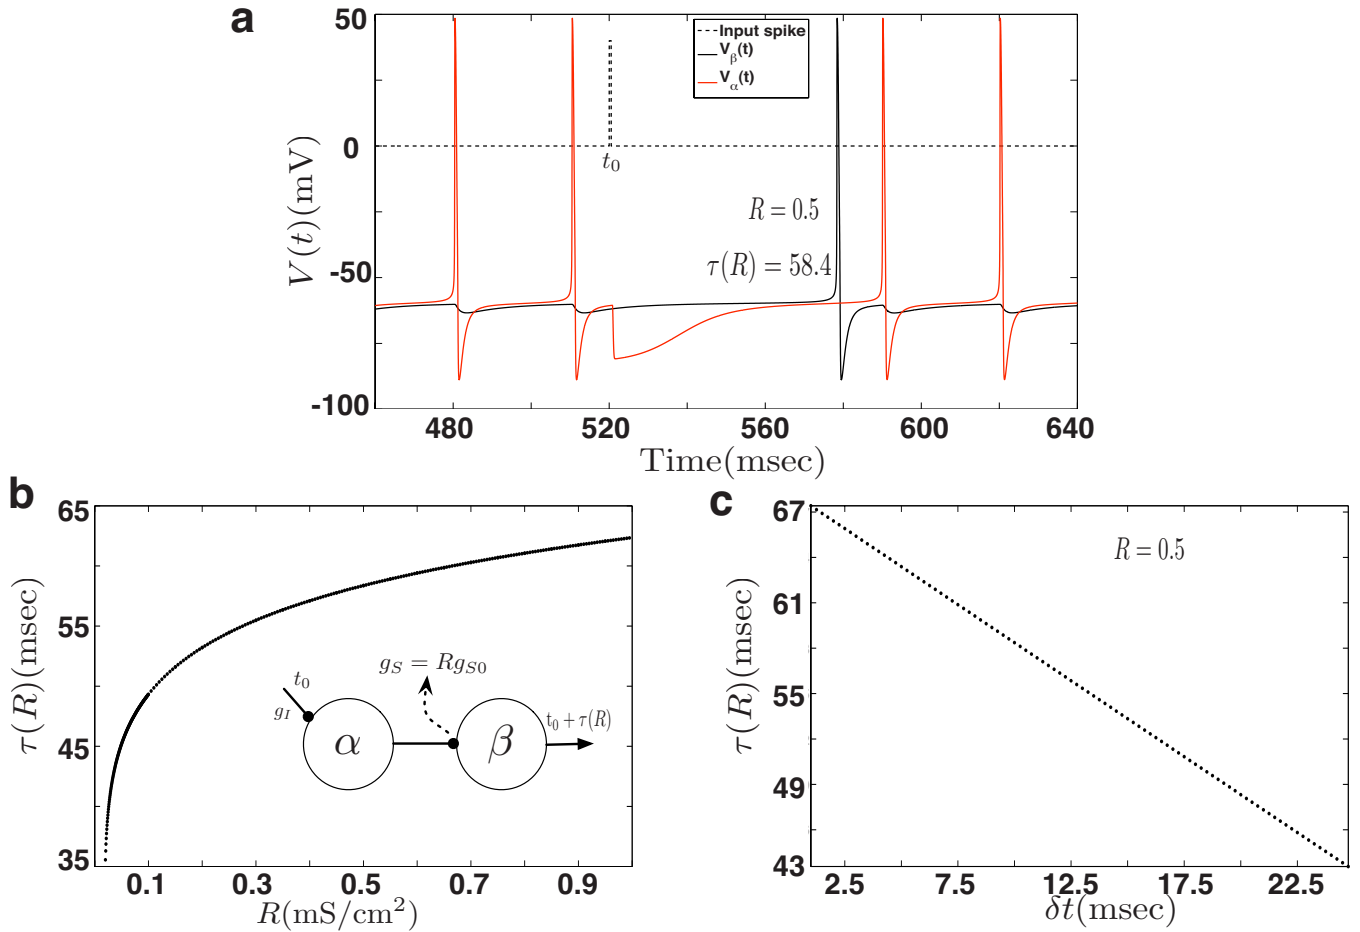 a
50
0
-50
-100
V(t)(mV)
Input spike
V_β(t)
V_α(t)
t_0
R = 0.5
τ(R) = 58.4
480
520
560
600
640
Time(msec)
b
65
55
45
35
τ(R)(msec)
g_S = Rg_{S0}
t_0
g_I
α
β
t_0 + τ(R)
0.1
0.3
0.5
0.7
0.9
R(mS/cm²)
c
67
61
55
49
43
τ(R)(msec)
R = 0.5
2.5
7.5
12.5
17.5
22.5
δt(msec)